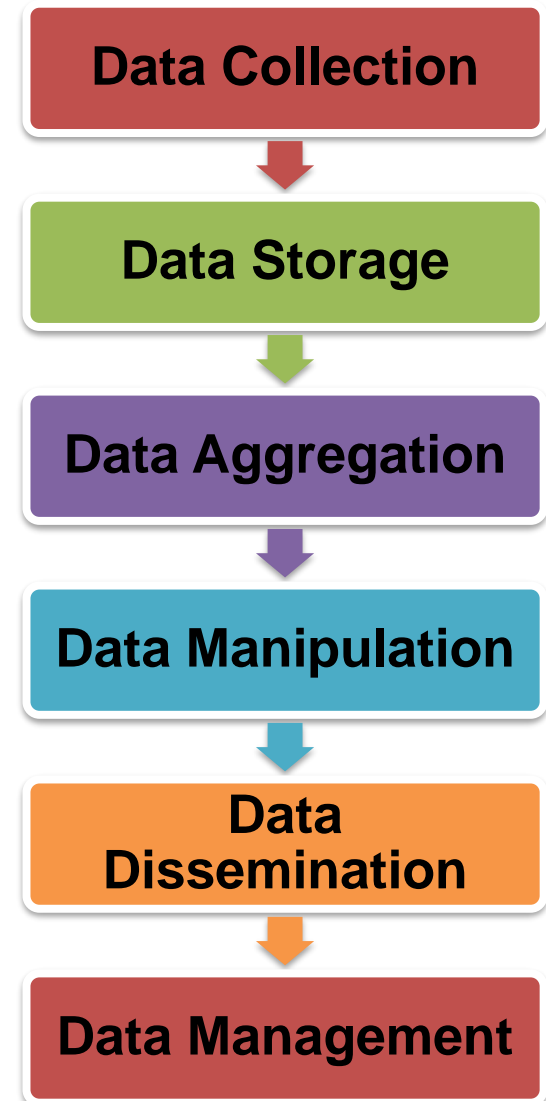 Data Collection
Data Storage
Data Aggregation
Data Manipulation
Data
Dissemination
Data Management